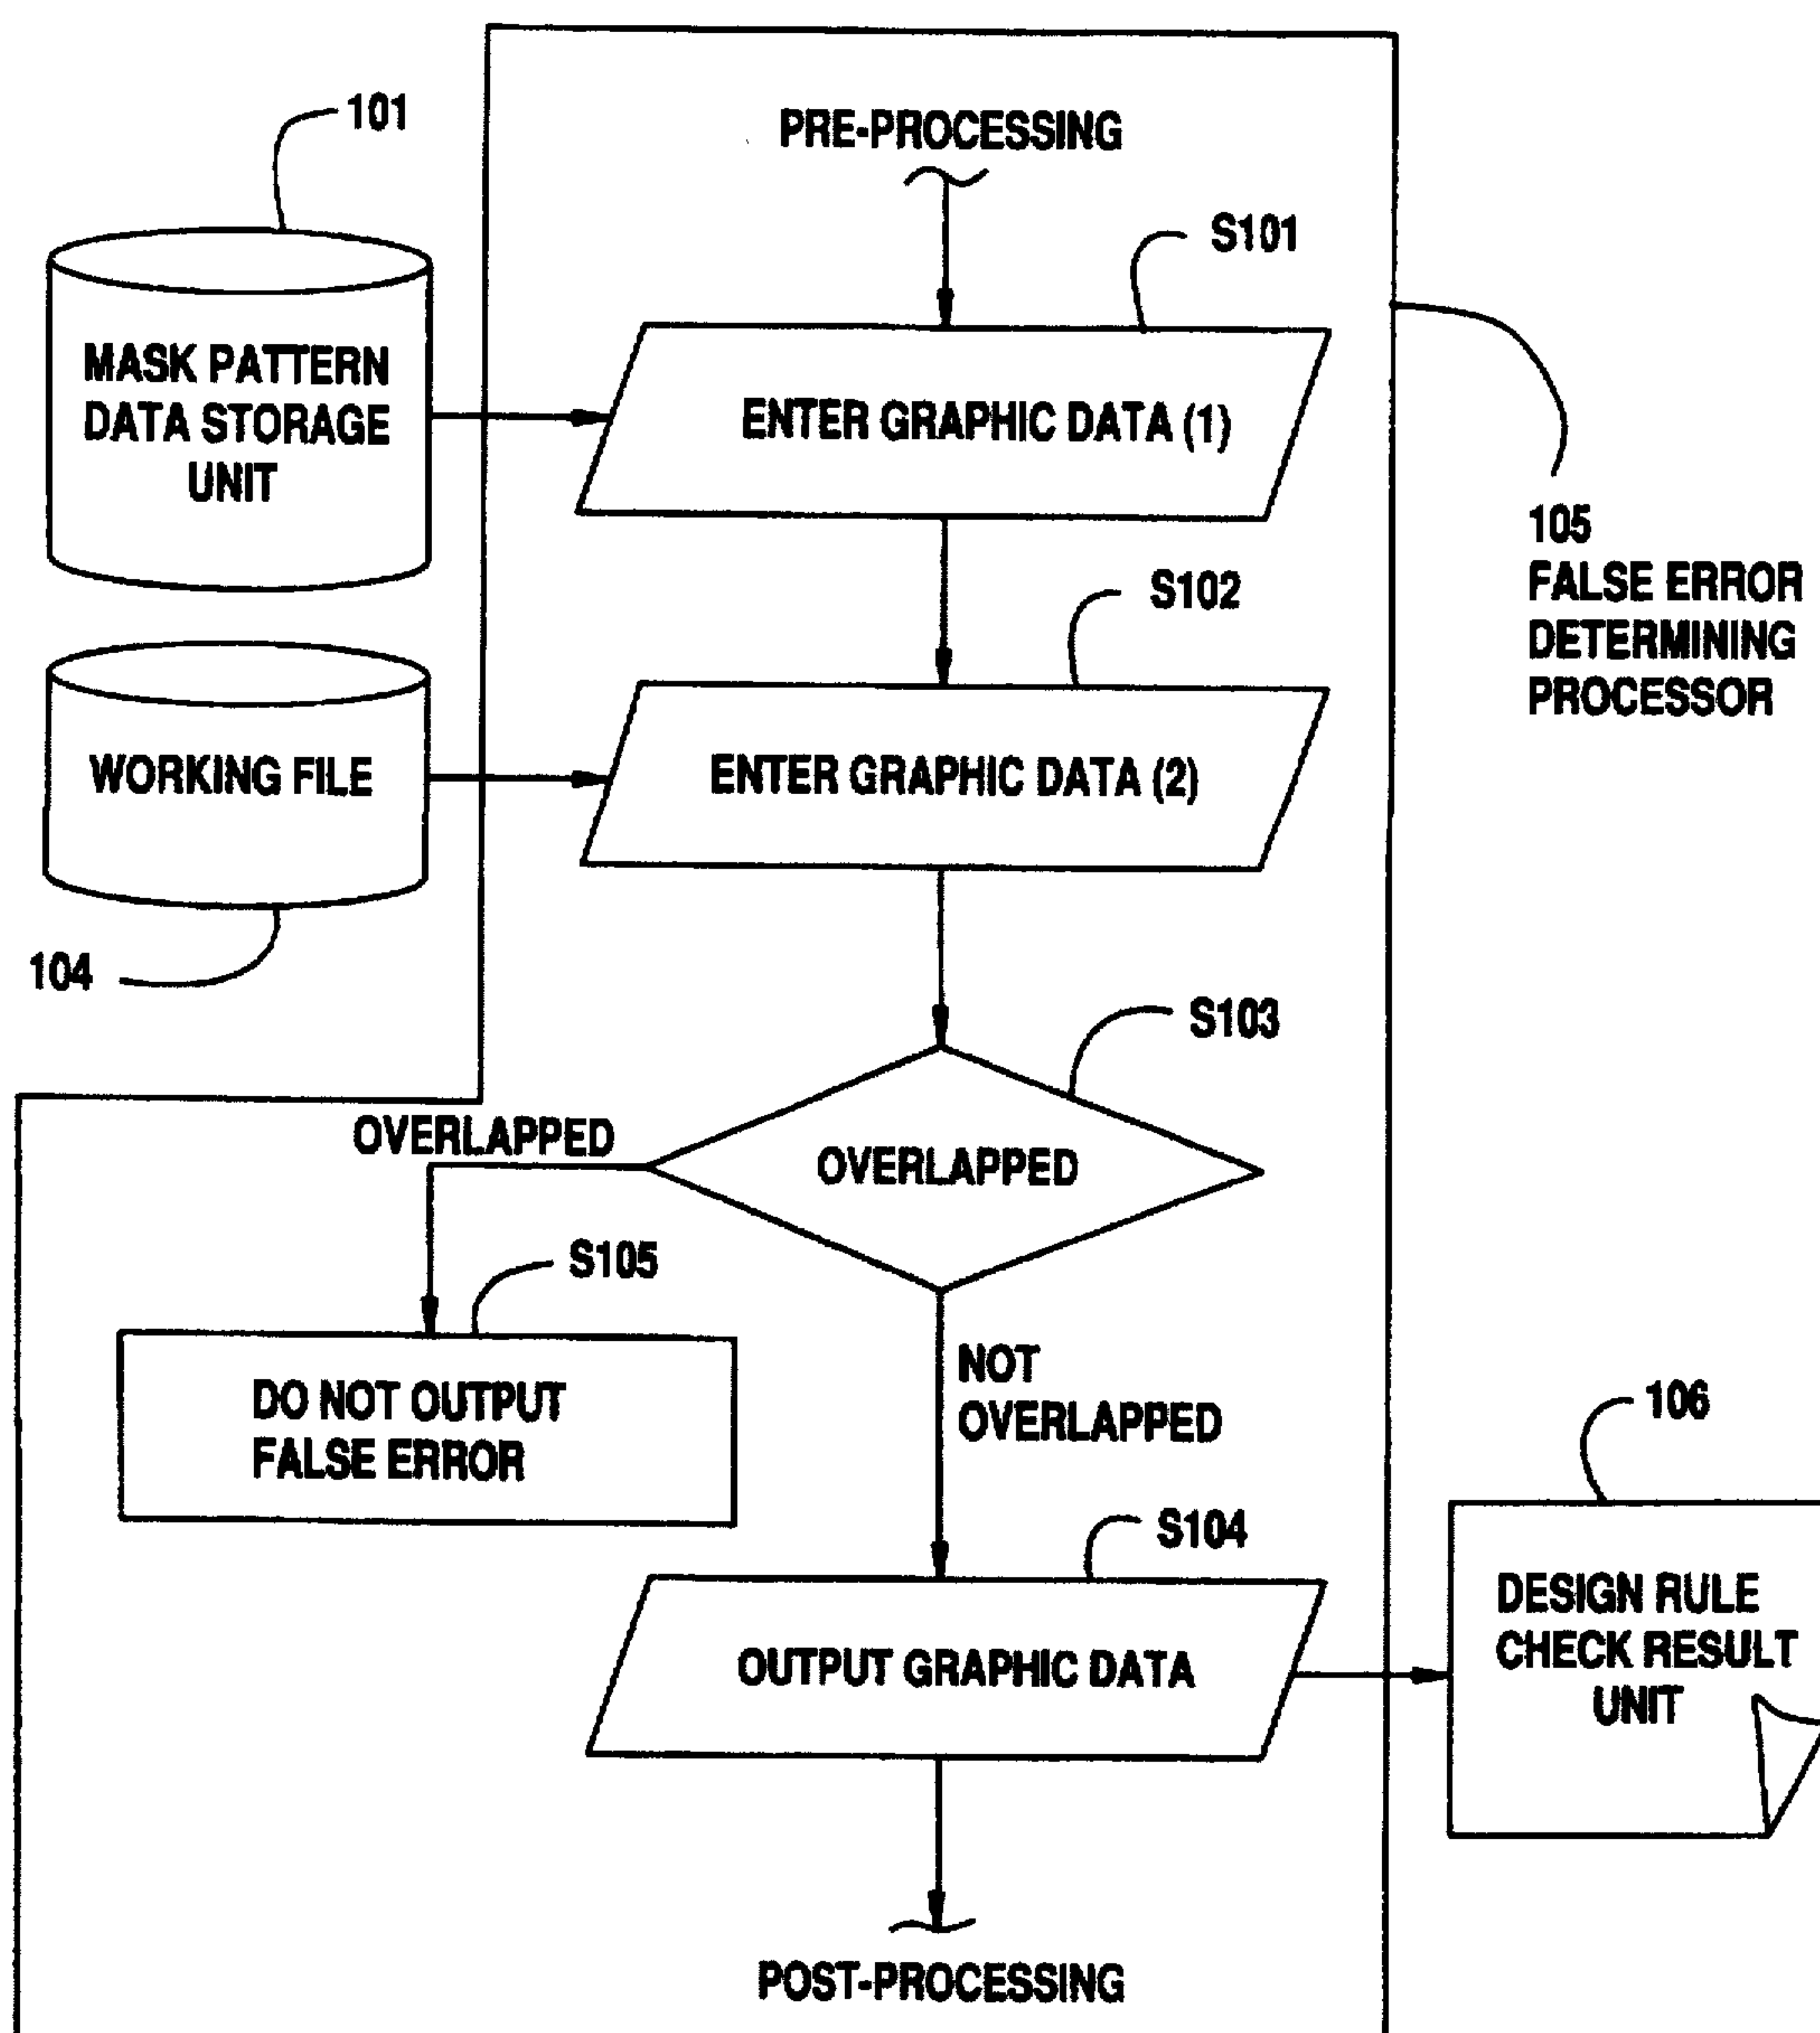 101
PRE-PROCESSING
S101
MASK PATTERN
DATA STORAGE
UNIT
ENTER GRAPHIC DATA (1)
105
FALSE ERROR
DETERMINING
PROCESSOR
S102
WORKING FILE
ENTER GRAPHIC DATA (2)
104
S103
OVERLAPPED
OVERLAPPED
S105
DO NOT OUTPUT
FALSE ERROR
NOT
OVERLAPPED
106
S104
OUTPUT GRAPHIC DATA
DESIGN RULE
CHECK RESULT
UNIT
POST-PROCESSING